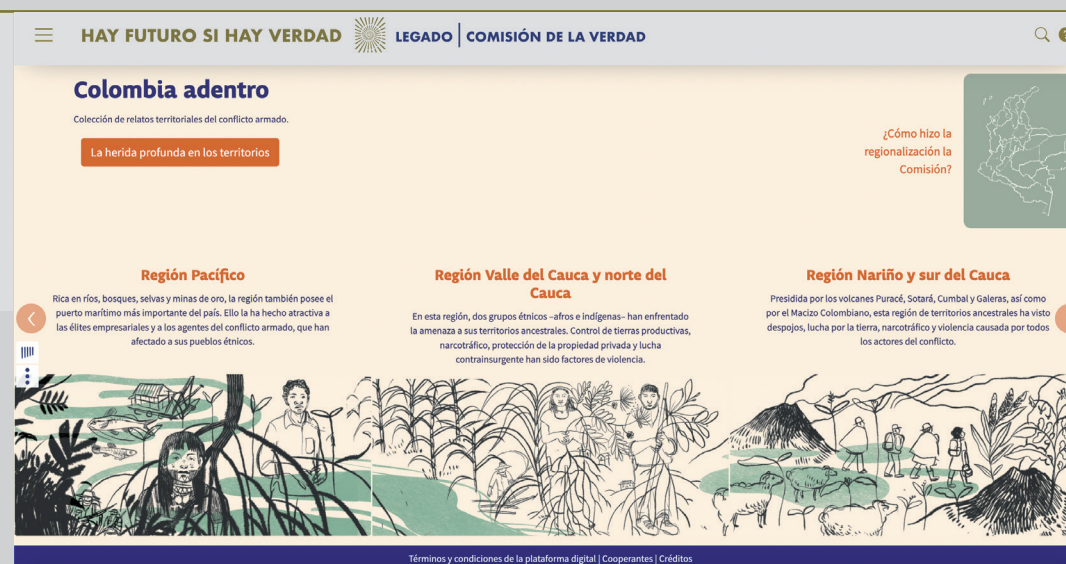 HAY FUTURO SI HAY VERDAD
LEGADO | COMISIÓN DE LA VERDAD
Colombia adentro
Colección de relatos territoriales del conflicto armado.
La herida profunda en los territorios
¿Cómo hizo la
regionalización la
Comisión?
Región Pacífico
Rica en ríos, bosques, selvas y minas de oro, la región también posee el
puerto marítimo más importante del país. Ello la ha hecho atractiva a
las élites empresariales y a los agentes del conflicto armado, que han
afectado a sus pueblos étnicos.
Región Valle del Cauca y norte del
Cauca
En esta región, dos grupos étnicos –afros e indígenas– han enfrentado
la amenaza a sus territorios ancestrales. Control de tierras productivas,
narcotráfico, protección de la propiedad privada y lucha
contrainsurgente han sido factores de violencia.
Región Nariño y sur del Cauca
Presidida por los volcanes Puracé, Sotará, Cumbal y Galeras, así como
por el Macizo Colombiano, esta región de territorios ancestrales ha visto
despojos, lucha por la tierra, narcotráfico y violencia causada por todos
los actores del conflicto.
Términos y condiciones de la plataforma digital | Cooperantes | Créditos